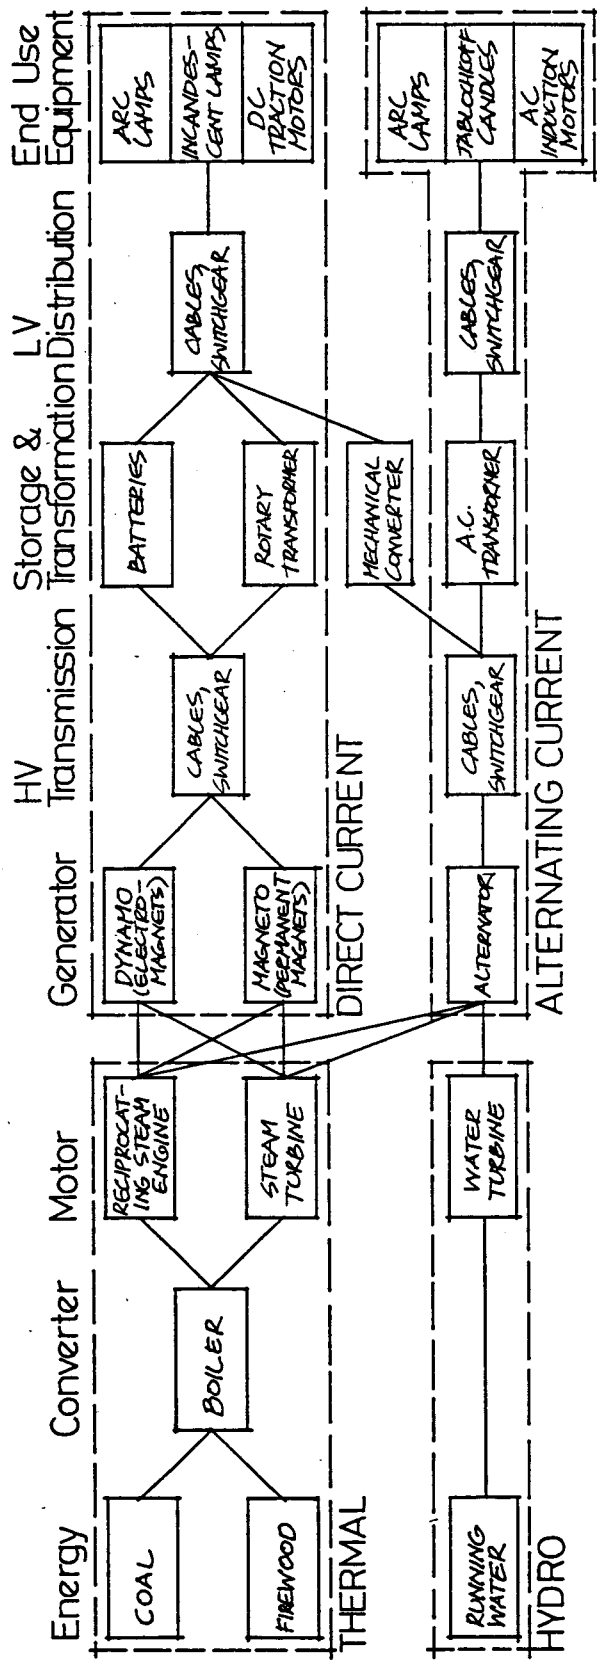 Energy
Converter
Motor
Generator
HV
Transmission
Storage &
Transformation
LV
Distribution
End Use
Equipment
COAL
FIREWOOD
BOILER
RECIPROCAT-
ING STEAM
ENGINE
STEAM
TURBINE
DYNAMO
(ELECTRO-
MAGNETS)
MAGNETO
(PERMANENT
MAGNETS)
CABLES,
SWITCHGEAR
BATTERIES
ROTARY
TRANSFORMER
MECHANICAL
CONVERTER
CABLES,
SWITCHGEAR
ARC
LAMPS
INCANDES-
CENT LAMPS
DC
TRACTION
MOTORS
THERMAL
DIRECT CURRENT
RUNNING
WATER
WATER
TURBINE
ALTERNATOR
CABLES,
SWITCHGEAR
A.C.
TRANSFORMER
CABLES,
SWITCHGEAR
ARC
LAMPS
JABLOCHKOFF
CANDLES
AC
INDUCTION
MOTORS
HYDRO
ALTERNATING CURRENT